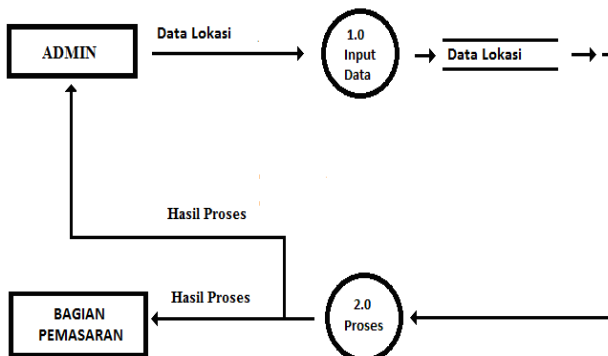 ADMIN
Data Lokasi
1.0
Input
Data
Data Lokasi
Hasil Proses
Hasil Proses
BAGIAN
PEMASARAN
2.0
Proses